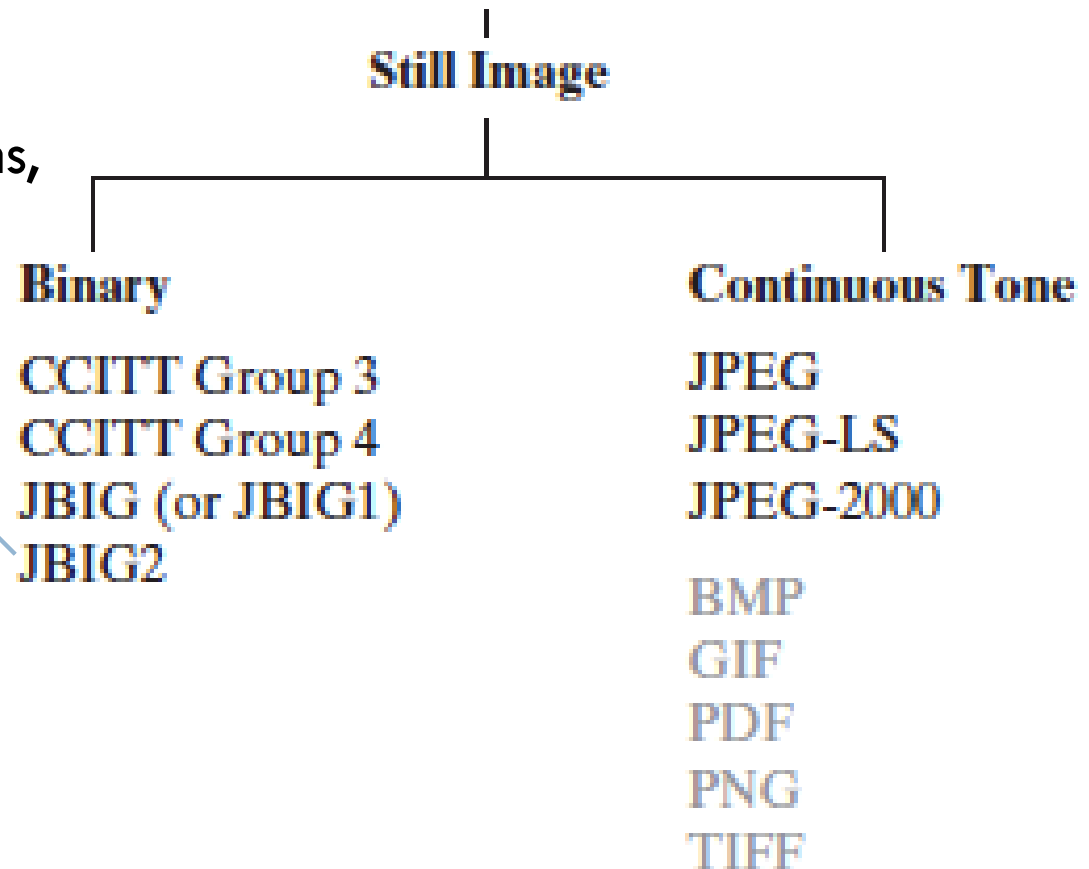 Still Image
Binary
CCITT Group 3
CCITT Group 4
JBIG (or JBIG1)
JBIG2
Continuous Tone
JPEG
JPEG-LS
JPEG-2000
BMP
GIF
PDF
PNG
TIFF